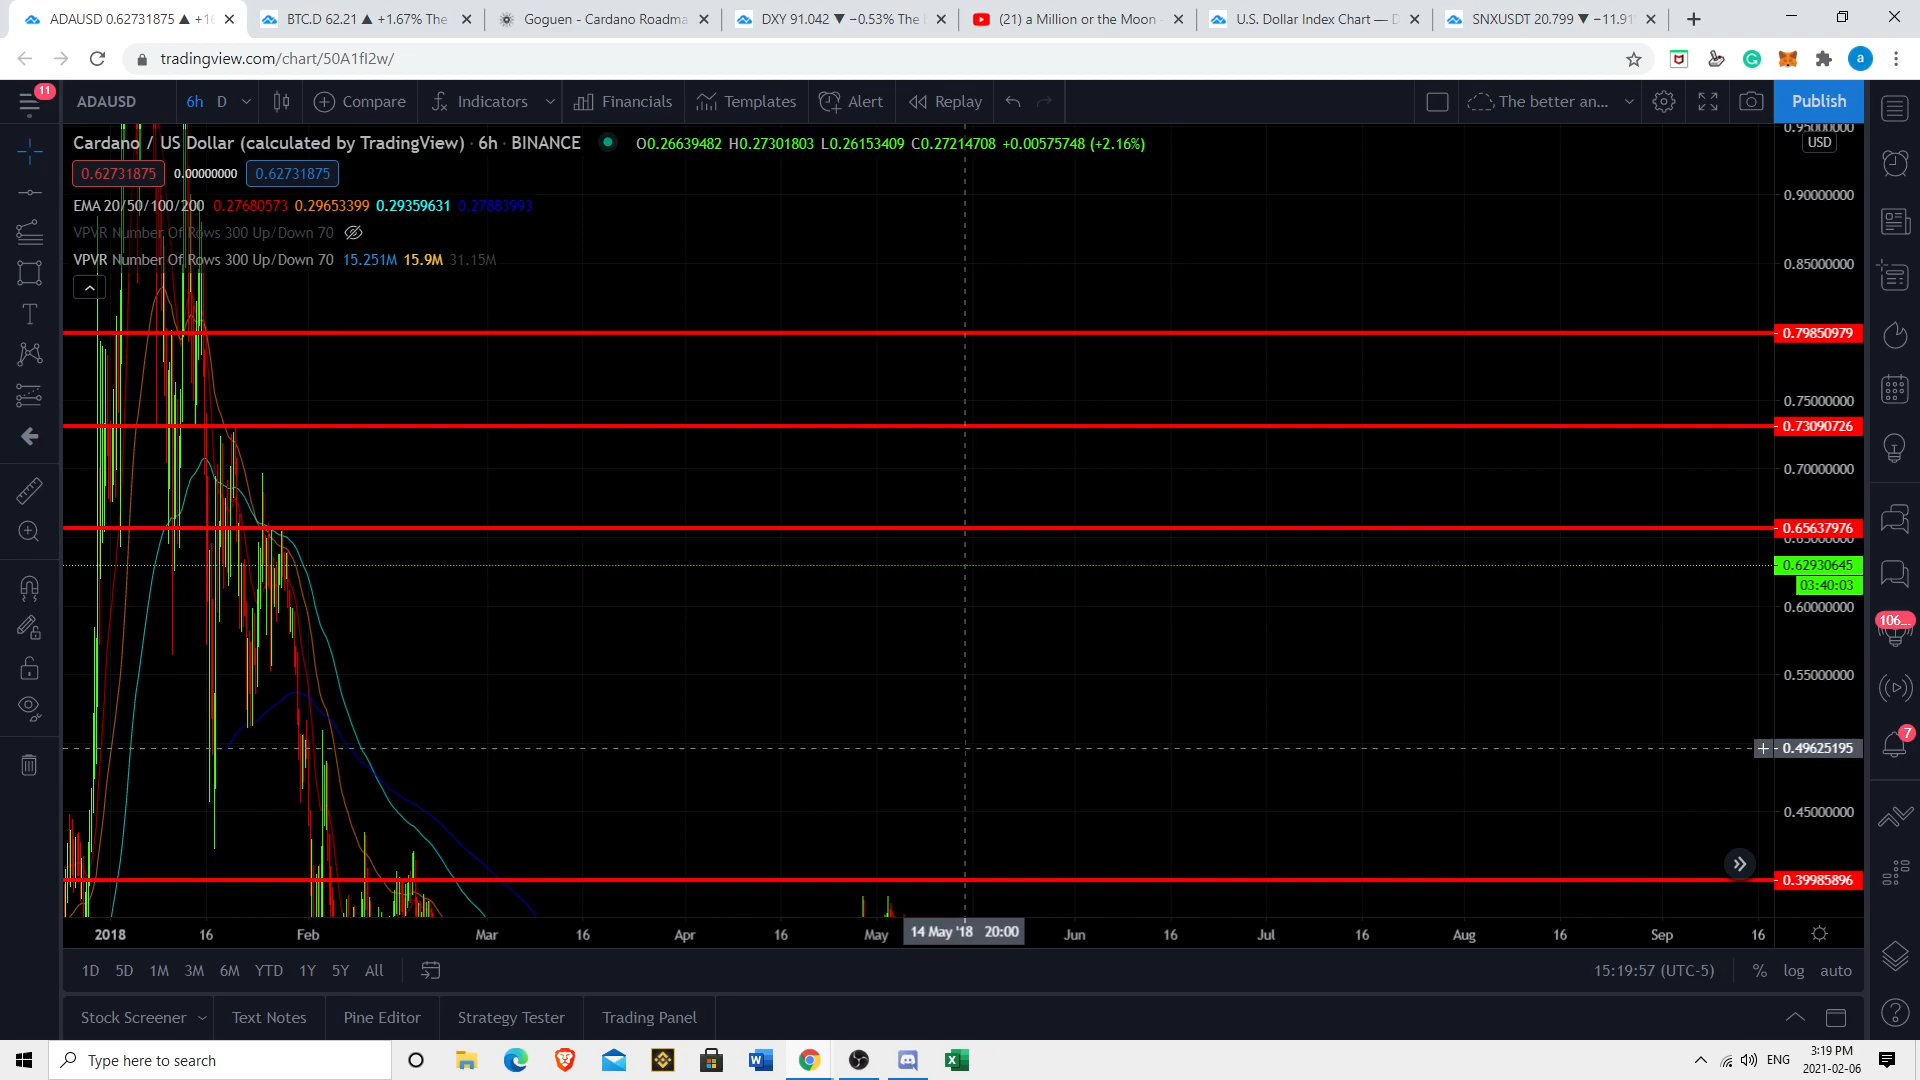 ADAUSD 0.62731875 ▲ +16
BTC.D 62.21 ▲ +1.67% The
Goguen - Cardano Roadma
DXY 91.042 ▼ −0.53% The
(21) a Million or the Moon
U.S. Dollar Index Chart — D
SNXUSDT 20.799 ▼ −11.91
tradingview.com/chart/50A1fI2w/
a
11
ADAUSD
6h
D
Compare
Indicators
Financials
Templates
Alert
Replay
The better an...
Publish
Cardano / US Dollar (calculated by TradingView) · 6h · BINANCE
O0.26639482 H0.27301803 L0.26153409 C0.27214708 +0.00575748 (+2.16%)
0.62731875
0.00000000
0.62731875
EMA 20/50/100/200 0.27680573 0.29653399 0.29359631 0.27883993
VPVR Number Of Rows 300 Up/Down 70
VPVR Number Of Rows 300 Up/Down 70 15.251M 15.9M 31.15M
0.95000000
USD
0.90000000
0.85000000
0.79850979
0.75000000
0.73090726
0.70000000
0.65637976
0.65000000
0.62930645
03:40:03
0.60000000
0.55000000
0.49625195
0.45000000
0.39985896
106...
7
2018
16
Feb
Mar
16
Apr
16
May
14 May '18 20:00
Jun
16
Jul
16
Aug
16
Sep
16
1D
5D
1M
3M
6M
YTD
1Y
5Y
All
15:19:57 (UTC-5)
%
log
auto
Stock Screener
Text Notes
Pine Editor
Strategy Tester
Trading Panel
Type here to search
ENG
3:19 PM
2021-02-06